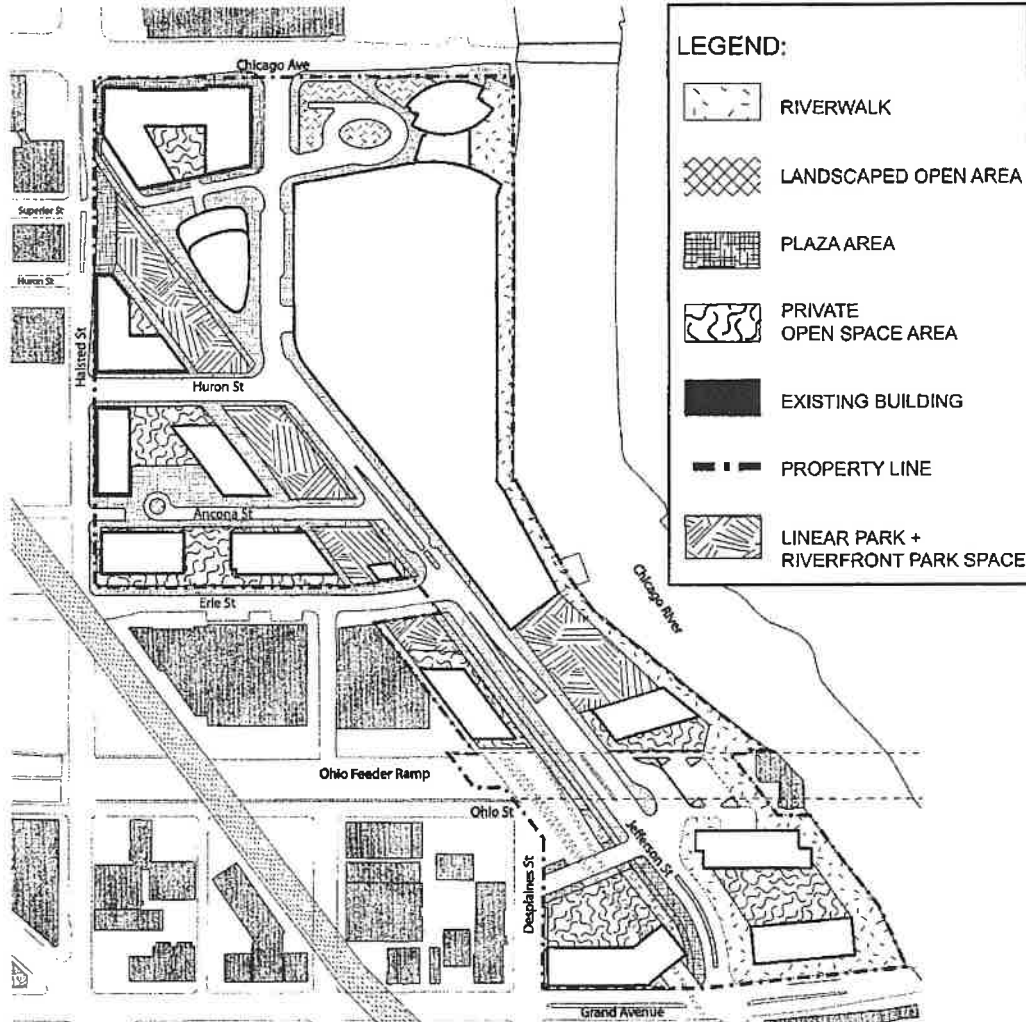 LEGEND:
RIVERWALK
LANDSCAPED OPEN AREA
PLAZA AREA
PRIVATE
OPEN SPACE AREA
EXISTING BUILDING
PROPERTY LINE
LINEAR PARK +
RIVERFRONT PARK SPACE
Chicago Ave
Superior St
Huron St
Halsted St
Huron St
Ancona St
Erie St
Chicago River
Ohio Feeder Ramp
Ohio St
Jefferson St
Desplaines St
Grand Avenue